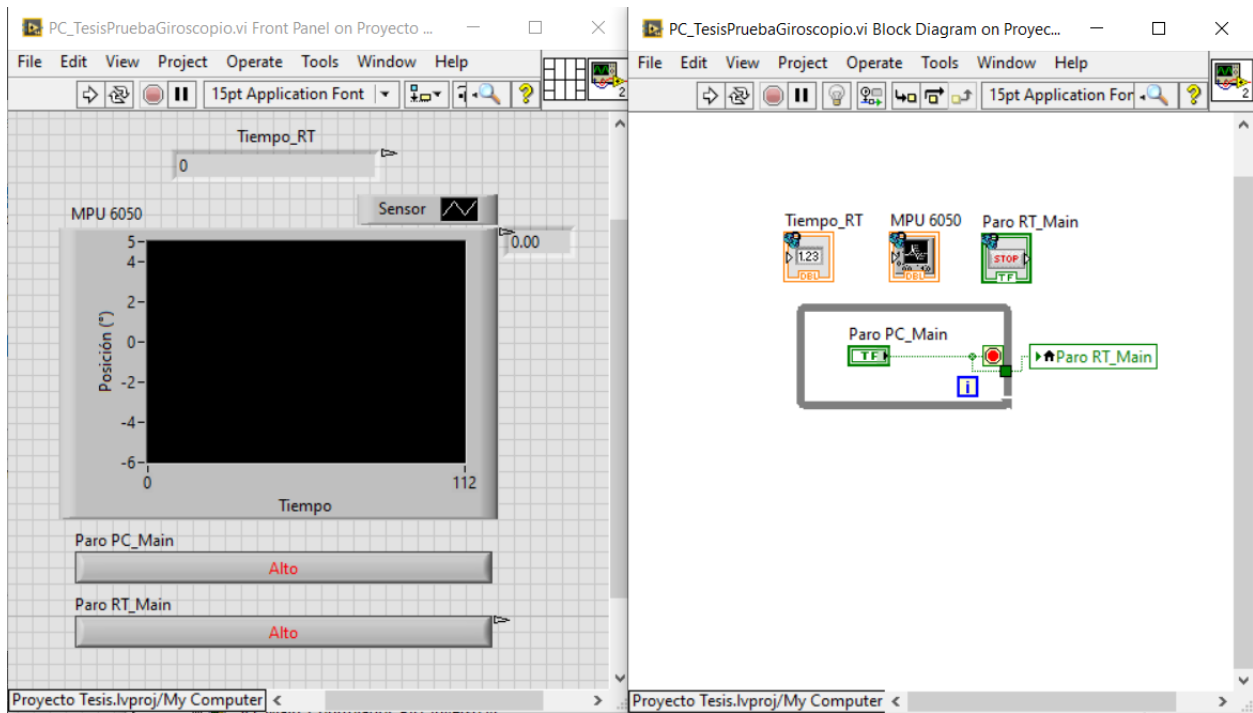 PC_TesisPruebaGiroscopio.vi Front Panel on Proyecto ...
File Edit View Project Operate Tools Window Help
15pt Application Font
2
Tiempo_RT
0
MPU 6050
Sensor
0.00
5
4
2
0
-2
-4
-6
Posición (°)
0 112
Tiempo
Paro PC_Main
Alto
Paro RT_Main
Alto
Proyecto Tesis.lvproj/My Computer
PC_TesisPruebaGiroscopio.vi Block Diagram on Proyec...
File Edit View Project Operate Tools Window Help
15pt Application For
2
Tiempo_RT MPU 6050 Paro RT_Main
1.23 STOP
DBL DBL TF
Paro PC_Main
TF
Paro RT_Main
i
Proyecto Tesis.lvproj/My Computer